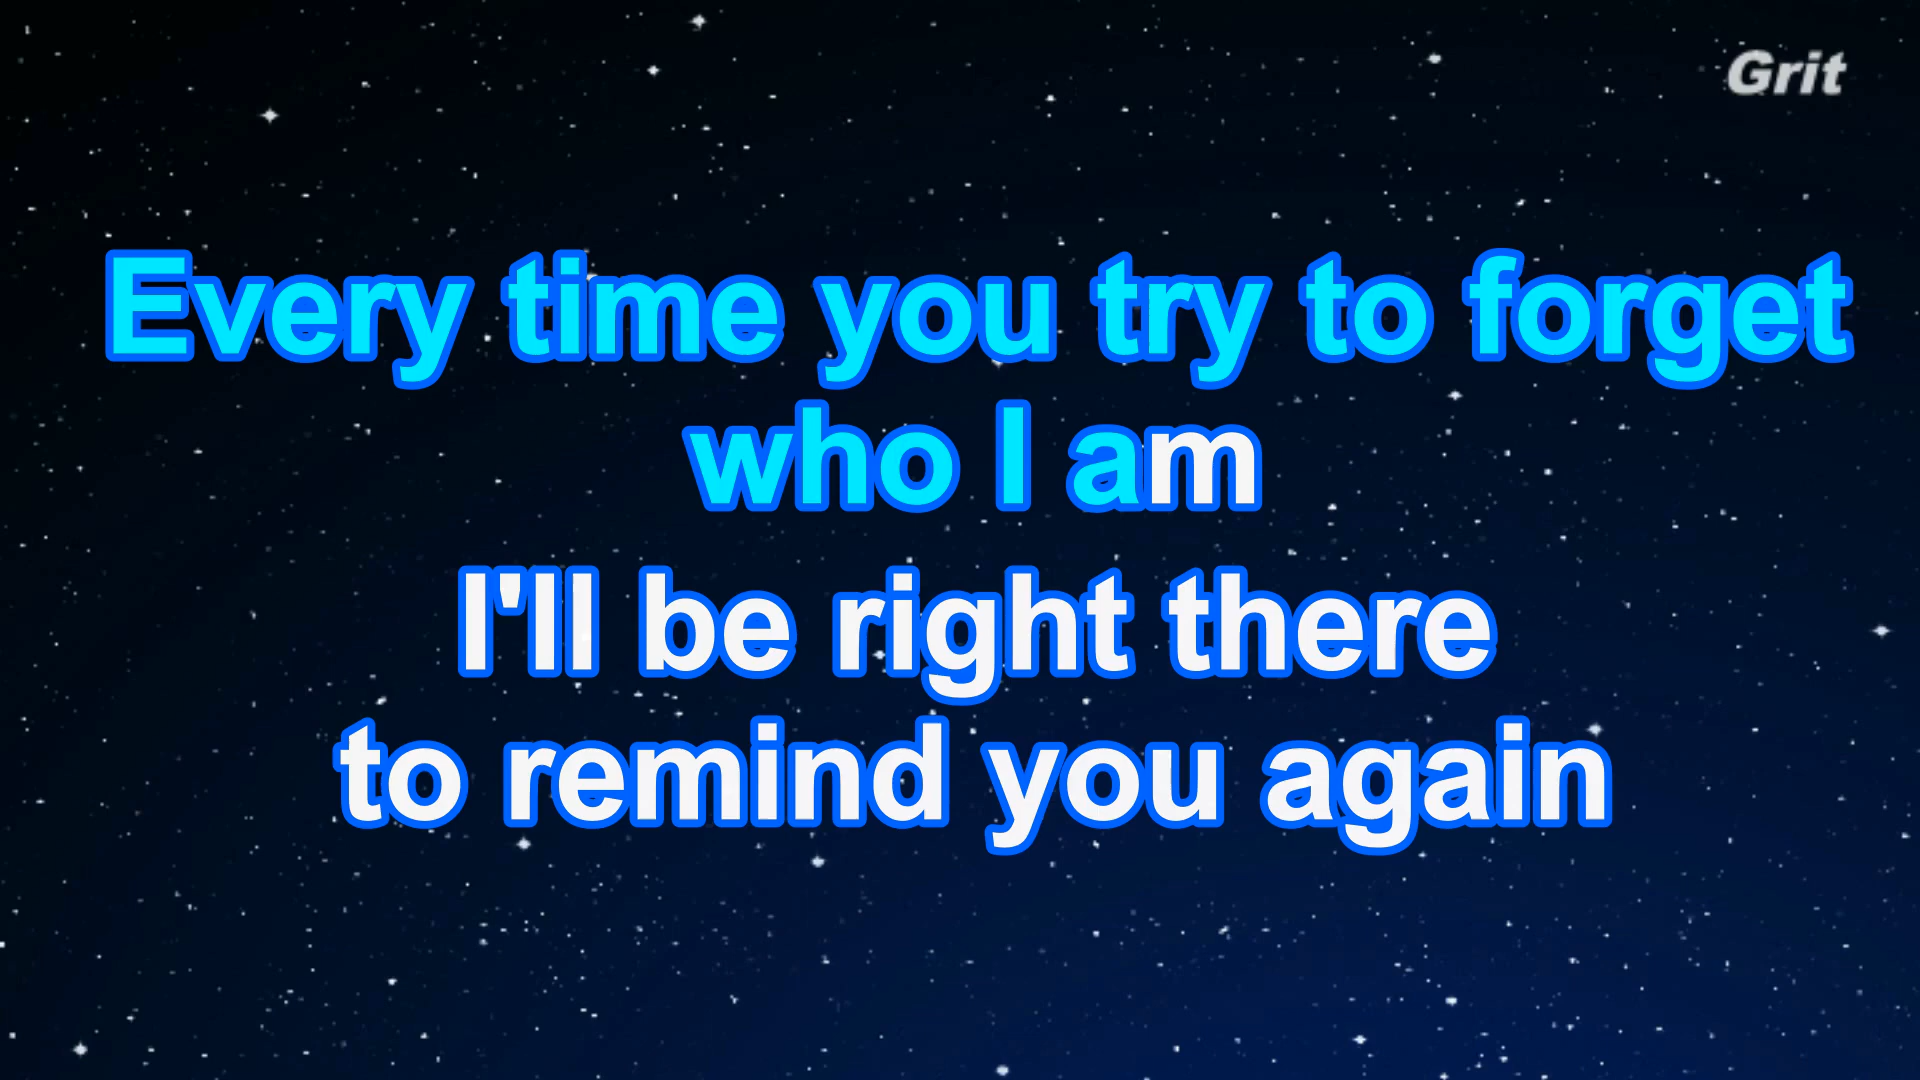 Grit
Every time you try to forget
who I am
I'll be right there
to remind you again